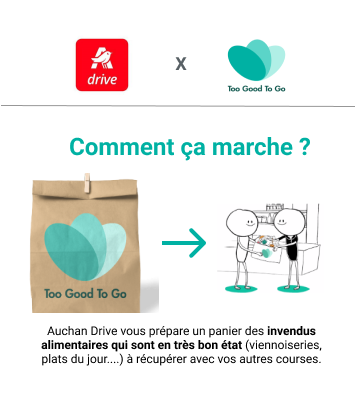 drive
X
Too Good To Go
Comment ça marche ?
Too Good To Go
Auchan Drive vous prépare un panier des invendus
alimentaires qui sont en très bon état (viennoiseries,
plats du jour....) à récupérer avec vos autres courses.